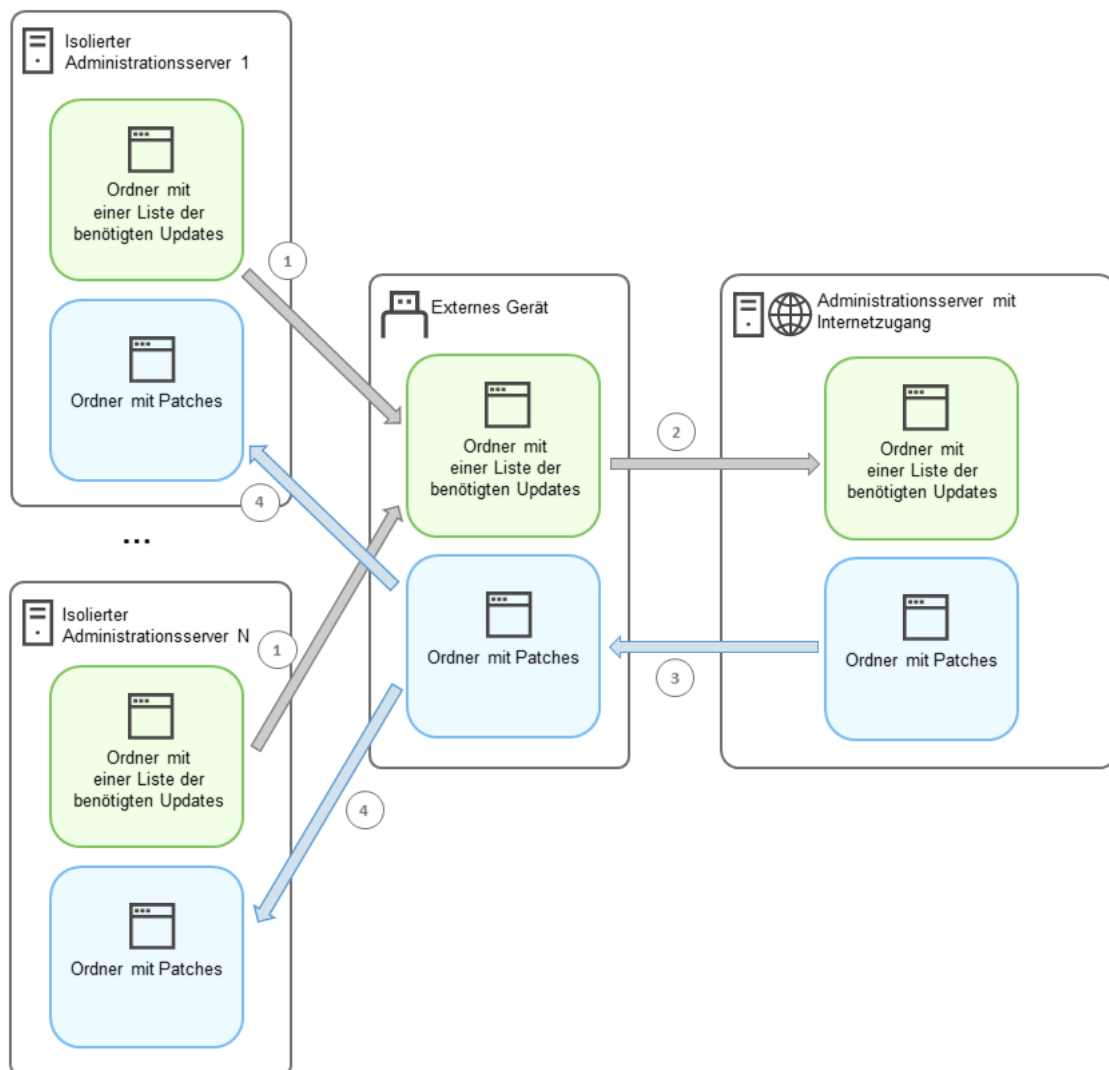 Isolierter
Administrationsserver 1
Ordner mit
einer Liste der
benötigten Updates
Ordner mit Patches
1
4
...
Isolierter
Administrationsserver N
Ordner mit
einer Liste der
benötigten Updates
Ordner mit Patches
1
4
Externes Gerät
Ordner mit
einer Liste der
benötigten Updates
Ordner mit Patches
2
3
Administrationsserver mit
Internetzugang
Ordner mit
einer Liste der
benötigten Updates
Ordner mit Patches